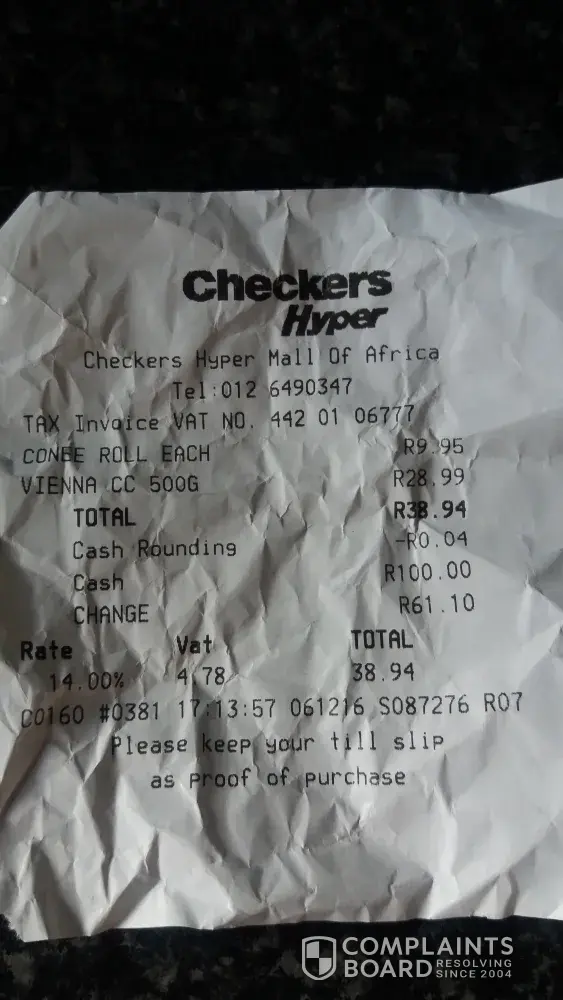 Checkers
Hyper
Checkers Hyper Mall Of Africa
Tel:012 6490347
TAX Invoice VAT NO. 442 01 06777
CONEE ROLL EACH R9.95
VIENNA CC 500G R28.99
TOTAL R38.94
Cash Rounding -R0.04
Cash R100.00
CHANGE R61.10
Rate Vat TOTAL
14.00% 4.78 38.94
C0160 #0381 17:13:57 061216 S087276 R07
Please keep your till slip
as proof of purchase
COMPLAINTS
BOARD RESOLVING
SINCE 2004